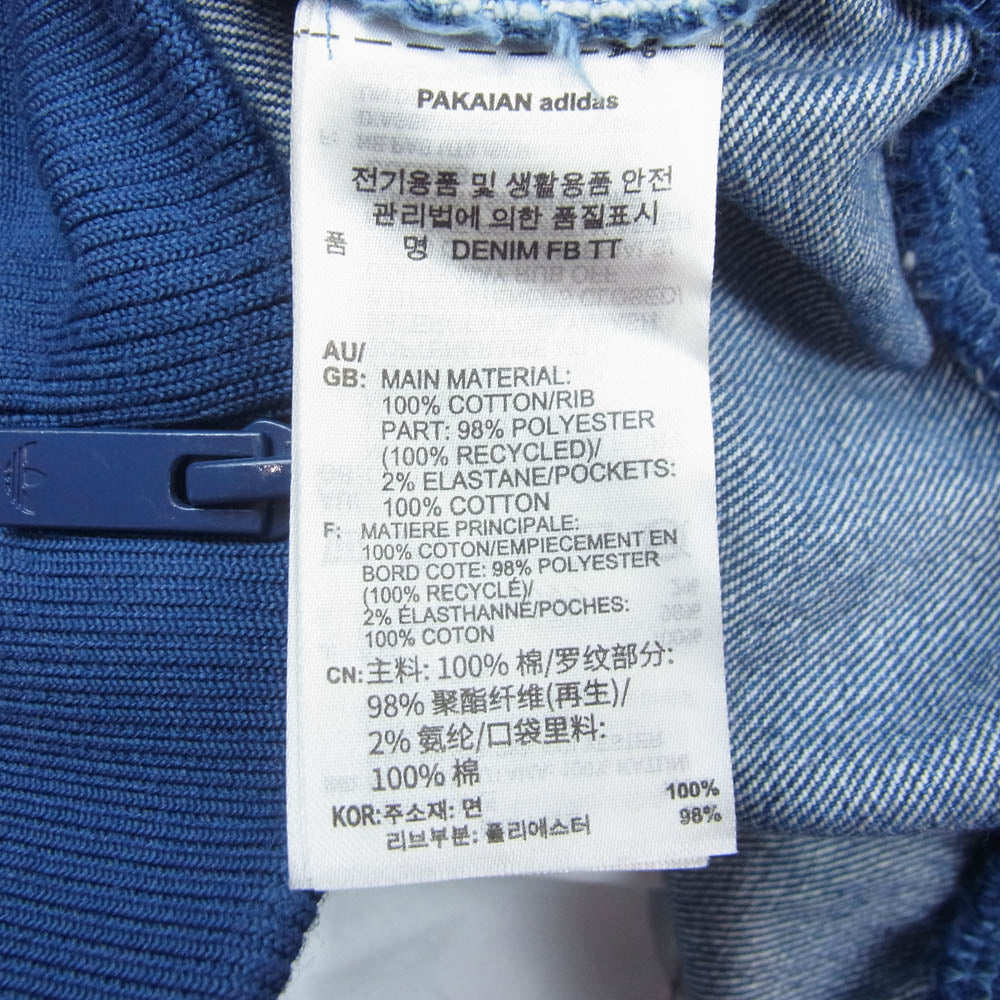 PAKAIAN adidas
전기용품 및 생활용품 안전
관리법에 의한 품질표시
품 명 DENIM FB TT
AU/
GB: MAIN MATERIAL:
100% COTTON/RIB
PART: 98% POLYESTER
(100% RECYCLED)/
2% ELASTANE/POCKETS:
100% COTTON
F: MATIERE PRINCIPALE:
100% COTON/EMPIECEMENT EN
BORD COTE: 98% POLYESTER
(100% RECYCLÉ)/
2% ÉLASTHANNE/POCHES:
100% COTON
CN: 主料: 100% 棉/罗纹部分:
98% 聚酯纤维(再生)/
2% 氨纶/口袋里料:
100% 棉
KOR: 주소재: 면 100%
리브부분: 폴리에스터 98%